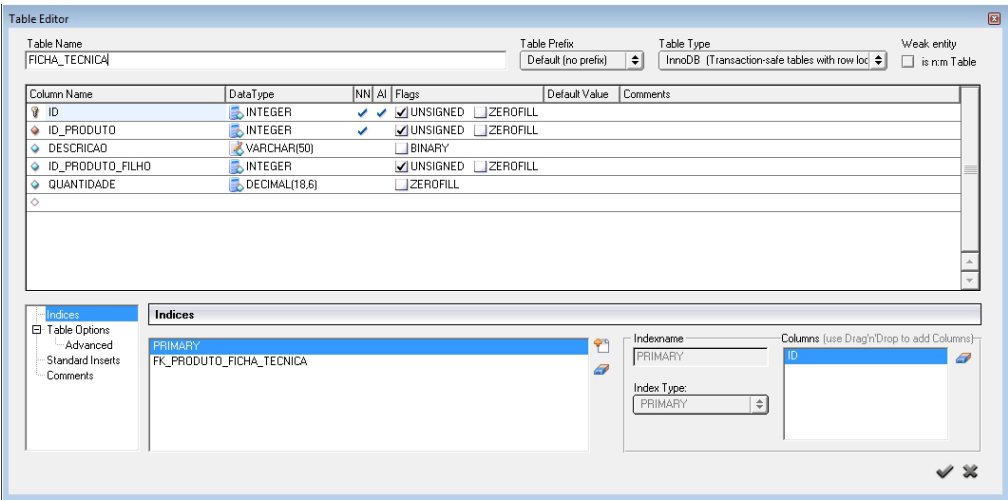 Table Editor
Table Name Table Prefix Table Type Weak entity
FICHA_TECNICA Default (no prefix) InnoDB (Transaction-safe tables with row loc is n:m Table
Column Name DataType NN AI Flags Default Value Comments
ID INTEGER UNSIGNED ZEROFILL
ID_PRODUTO INTEGER UNSIGNED ZEROFILL
DESCRICAO VARCHAR(50) BINARY
ID_PRODUTO_FILHO INTEGER UNSIGNED ZEROFILL
QUANTIDADE DECIMAL(18,6) ZEROFILL
Indices
Table Options
Advanced
Standard Inserts
Comments
Indices
PRIMARY
FK_PRODUTO_FICHA_TECNICA
Indexname
PRIMARY
Index Type:
PRIMARY
Columns (use Drag'n'Drop to add Columns)
ID